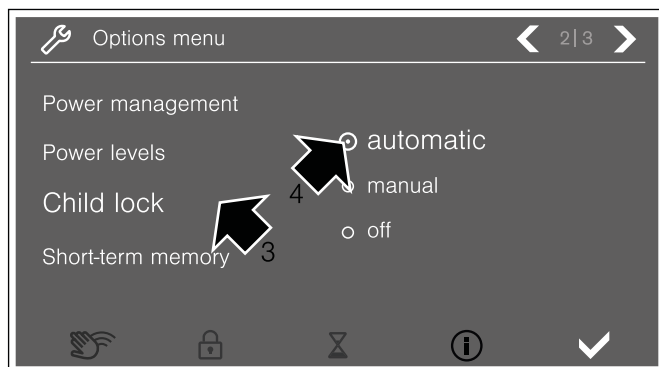 Options menu
2|3
Power management
Power levels
Child lock
Short-term memory
automatic
manual
off
4
3